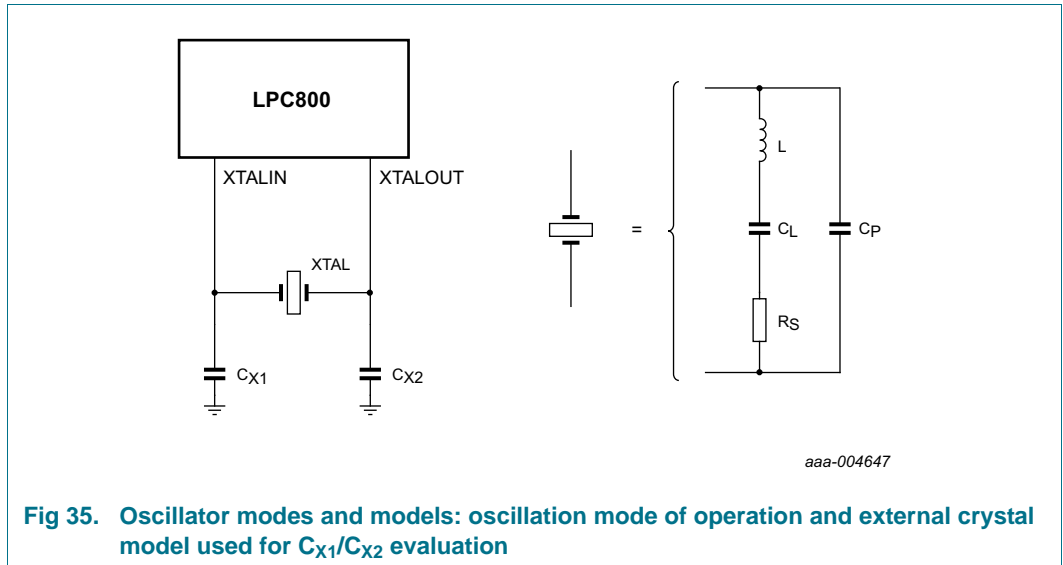 LPC800
XTALIN
XTALOUT
XTAL
CX1
CX2
=
L
CL
CP
RS
aaa-004647
Fig 35. Oscillator modes and models: oscillation mode of operation and external crystal
model used for CX1/CX2 evaluation